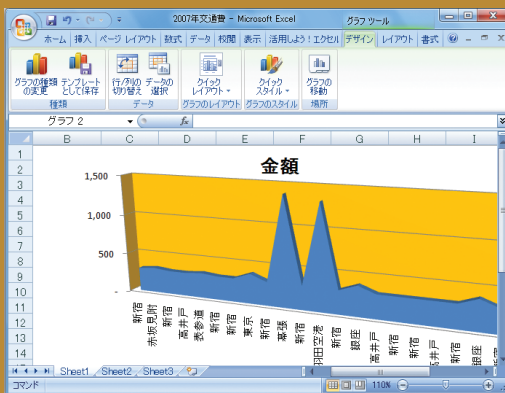 2007年交通費 - Microsoft Excel
グラフ ツール
ホーム 挿入 ページ レイアウト 数式 データ 校閲 表示 活用しよう！エクセル デザイン レイアウト 書式
グラフの種類の変更 テンプレートとして保存 行/列の切り替え データの選択 クイックレイアウト クイックスタイル グラフの移動
種類 データ グラフのレイアウト グラフのスタイル 場所
グラフ 2
fx
B C D E F G H I
1
2
3
4
5
6
7
8
9
10
11
12
13
14
金額
1,500
1,000
500
-
新宿
赤坂見附
新宿
高井戸
表参道
新宿
新宿
東京
新宿
幕張
新宿
羽田空港
新宿
銀座
高井戸
新宿
新宿
高井戸
新宿
銀座
Sheet1 Sheet2 Sheet3
コマンド
110%